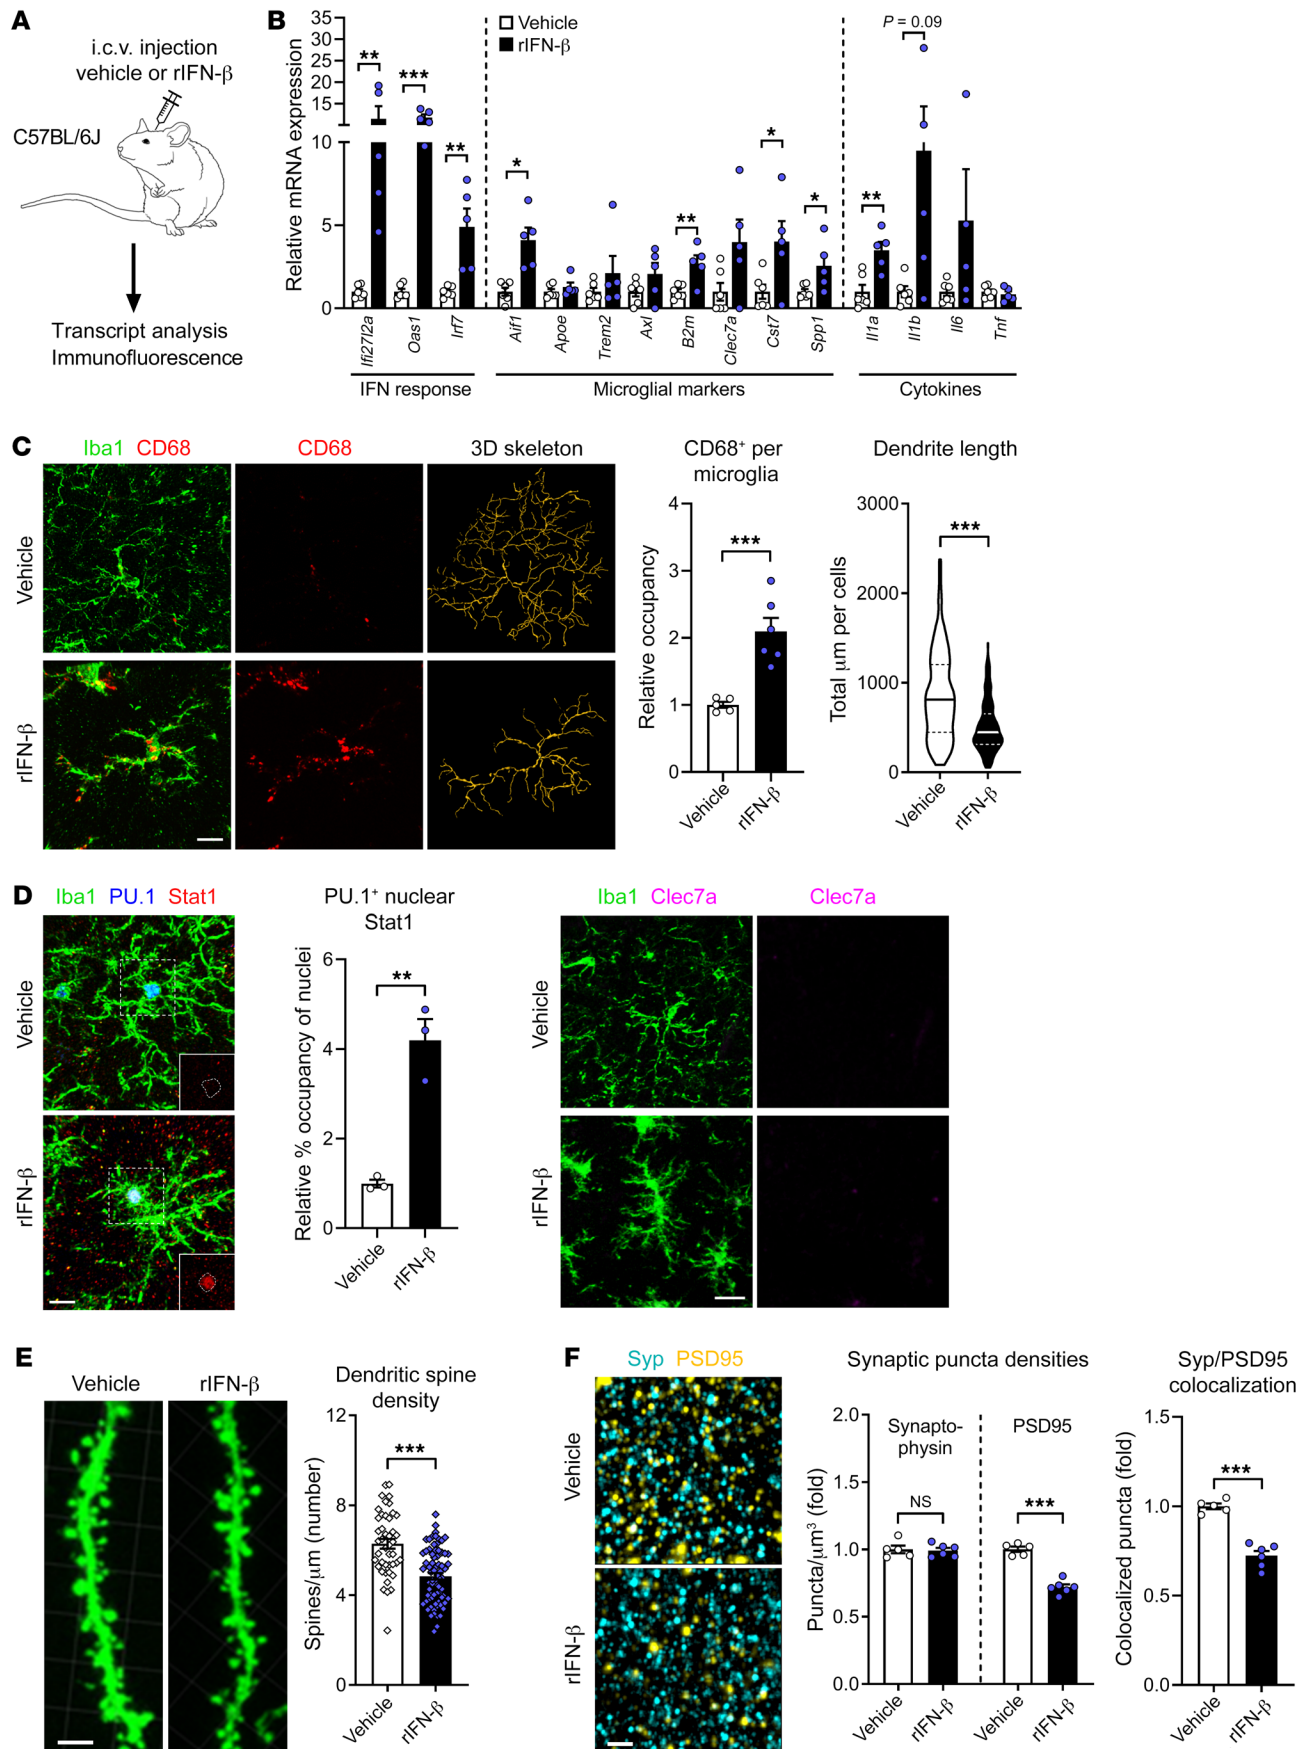 A
i.c.v. injection
vehicle or rIFN-β
C57BL/6J
Transcript analysis
Immunofluorescence
B
Vehicle
rIFN-β
P = 0.09
Relative mRNA expression
35
30
25
20
15
10
5
0
** *** ** * ** * * **
Ifi27l2a Oas1 Irf7 Aif1 Apoe Trem2 Axl B2m Clec7a Cst7 Spp1 Il1a Il1b Il6 Tnf
IFN response Microglial markers Cytokines
C
Iba1 CD68 CD68 3D skeleton
Vehicle
rIFN-β
CD68+ per
microglia
Relative occupancy
4
3
2
1
0
***
Vehicle rIFN-β
Dendrite length
Total μm per cells
3000
2000
1000
0
***
Vehicle rIFN-β
D
Iba1 PU.1 Stat1
Vehicle
rIFN-β
PU.1+ nuclear
Stat1
Relative % occupancy of nuclei
6
4
2
0
**
Vehicle rIFN-β
Iba1 Clec7a Clec7a
Vehicle
rIFN-β
E
Vehicle rIFN-β
Dendritic spine
density
Spines/μm (number)
12
8
4
0
***
Vehicle rIFN-β
F
Syp PSD95
Vehicle
rIFN-β
Synaptic puncta densities
Puncta/μm³ (fold)
2.0
1.5
1.0
0.5
0.0
Synapto-
physin
PSD95
NS ***
Vehicle rIFN-β Vehicle rIFN-β
Syp/PSD95
colocalization
Colocalized puncta (fold)
1.5
1.0
0.5
0.0
***
Vehicle rIFN-β